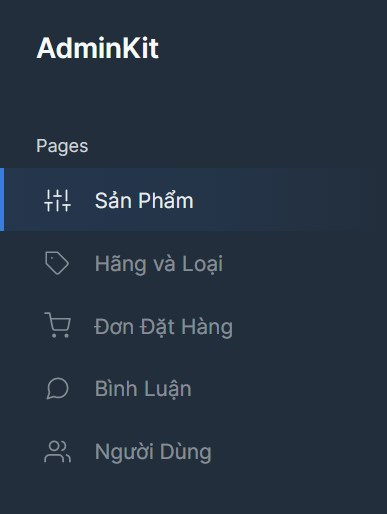 AdminKit
Pages
Sản Phẩm
Hãng và Loại
Đơn Đặt Hàng
Bình Luận
Người Dùng